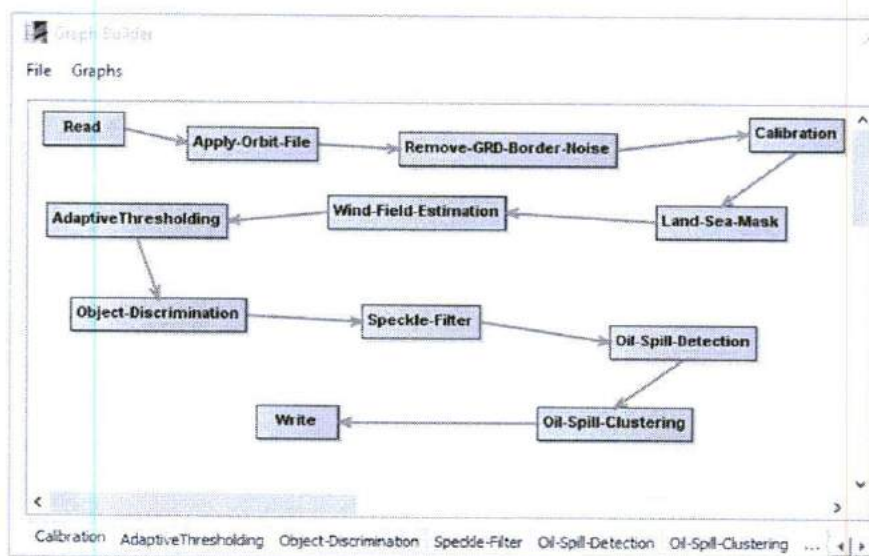 Graph Builder
File Graphs
Read
Apply-Orbit-File
Remove-GRD-Border-Noise
Calibration
AdaptiveThresholding
Wind-Field-Estimation
Land-Sea-Mask
Object-Discrimination
Speckle-Filter
Oil-Spill-Detection
Write
Oil-Spill-Clustering
Calibration AdaptiveThresholding Object-Discrimination Speckle-Filter Oil-Spill-Detection Oil-Spill-Clustering ...